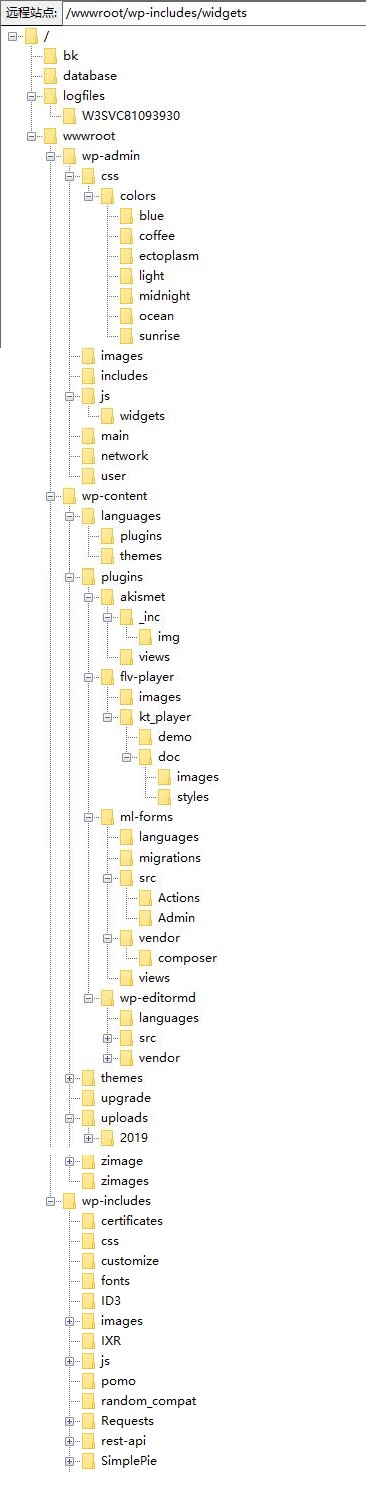 远程站点: /wwwroot/wp-includes/widgets
/
bk
database
logfiles
W3SVC81093930
wwwroot
wp-admin
css
colors
blue
coffee
ectoplasm
light
midnight
ocean
sunrise
images
includes
js
widgets
main
network
user
wp-content
languages
plugins
themes
plugins
akismet
_inc
img
views
flv-player
images
kt_player
demo
doc
images
styles
ml-forms
languages
migrations
src
Actions
Admin
vendor
composer
views
wp-editormd
languages
src
vendor
themes
upgrade
uploads
2019
zimage
zimages
wp-includes
certificates
css
customize
fonts
ID3
images
IXR
js
pomo
random_compat
Requests
rest-api
SimplePie